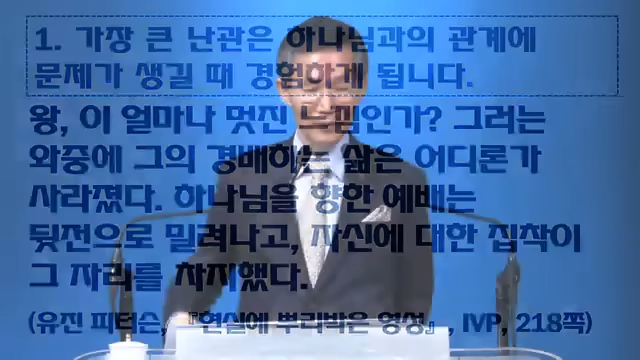 1. 가장 큰 난관은 하나님과의 관계에
문제가 생길 때 경험하게 됩니다.
왕, 이 얼마나 멋진 느낌인가? 그러는
와중에 그의 경배하는 삶은 어디론가
사라졌다. 하나님을 향한 예배는
뒷전으로 밀려나고, 자신에 대한 집착이
그 자리를 차지했다.
(유진 피터슨, 『현실에 뿌리박은 영성』, IVP, 218쪽)